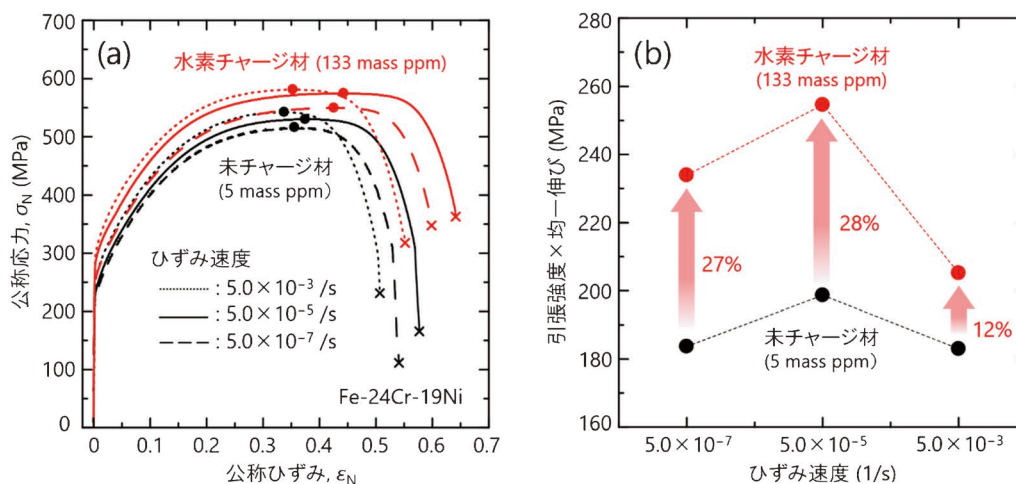 (a)
水素チャージ材 (133 mass ppm)
未チャージ材
(5 mass ppm)
ひずみ速度
: 5.0×10⁻³ /s
: 5.0×10⁻⁵ /s
: 5.0×10⁻⁷ /s
Fe-24Cr-19Ni
公称応力, σN (MPa)
700
600
500
400
300
200
100
0
0 0.1 0.2 0.3 0.4 0.5 0.6 0.7
公称ひずみ, εN
(b)
水素チャージ材
(133 mass ppm)
27%
28%
12%
未チャージ材
(5 mass ppm)
引張強度×均一伸び (MPa)
280
260
240
220
200
180
160
5.0×10⁻⁷ 5.0×10⁻⁵ 5.0×10⁻³
ひずみ速度 (1/s)